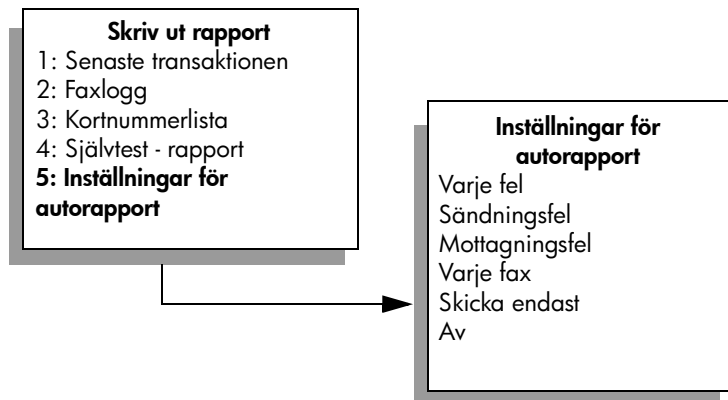 Skriv ut rapport
1: Senaste transaktionen
2: Faxlogg
3: Kortnummerlista
4: Självtest - rapport
5: Inställningar för
autorapport
Inställningar för
autorapport
Varje fel
Sändningsfel
Mottagningsfel
Varje fax
Skicka endast
Av